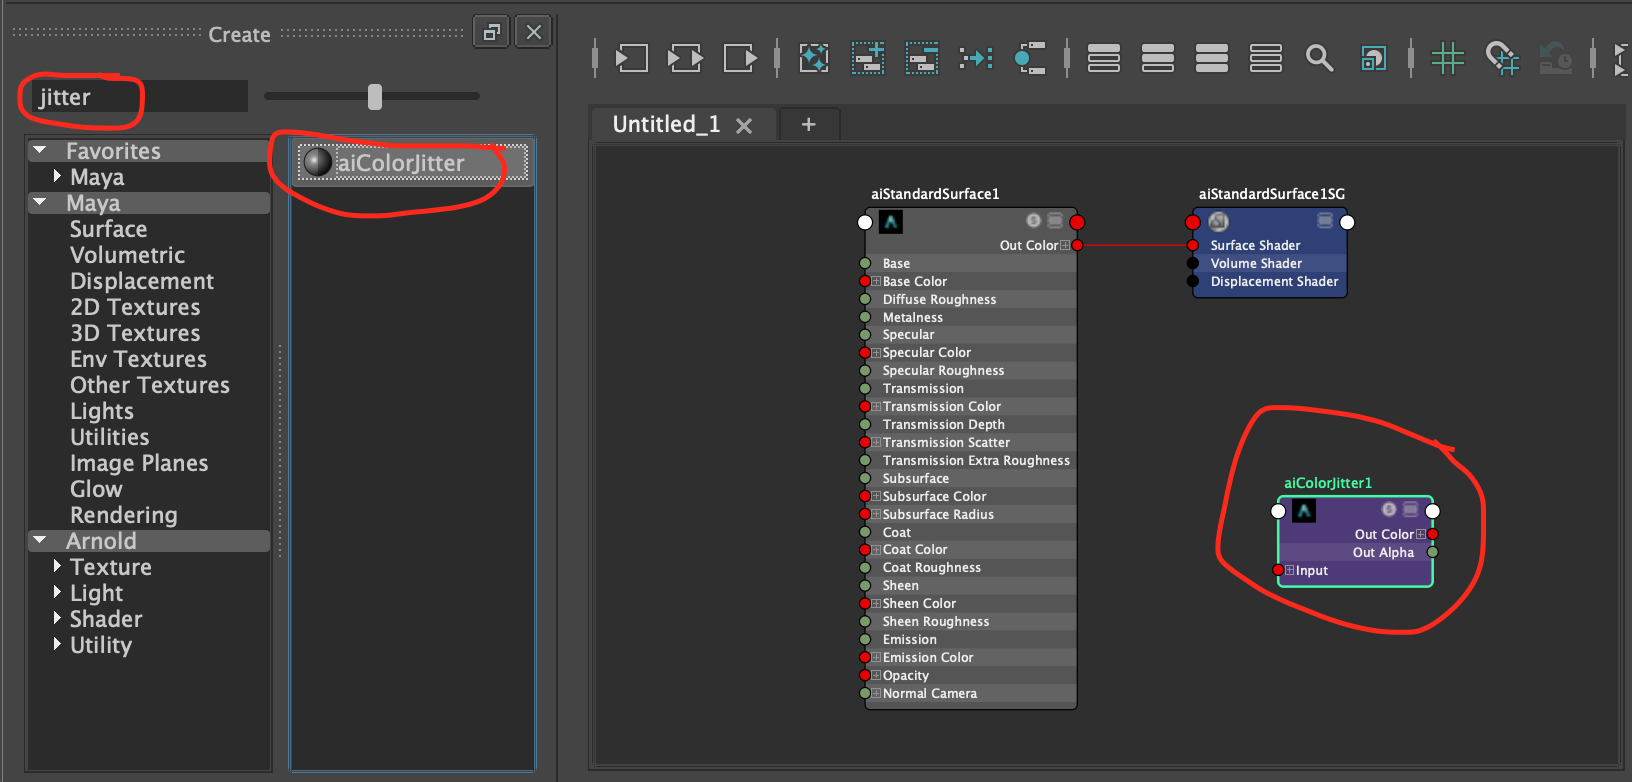 Create
jitter
Favorites
Maya
Maya
Surface
Volumetric
Displacement
2D Textures
3D Textures
Env Textures
Other Textures
Lights
Utilities
Image Planes
Glow
Rendering
Arnold
Texture
Light
Shader
Utility
aiColorJitter
Untitled_1
+
aiStandardSurface1
S
Out Color
Base
Base Color
Diffuse Roughness
Metalness
Specular
Specular Color
Specular Roughness
Transmission
Transmission Color
Transmission Depth
Transmission Scatter
Transmission Extra Roughness
Subsurface
Subsurface Color
Subsurface Radius
Coat
Coat Color
Coat Roughness
Sheen
Sheen Color
Sheen Roughness
Emission
Emission Color
Opacity
Normal Camera
aiStandardSurface1SG
Surface Shader
Volume Shader
Displacement Shader
aiColorJitter1
S
Out Color
Out Alpha
Input